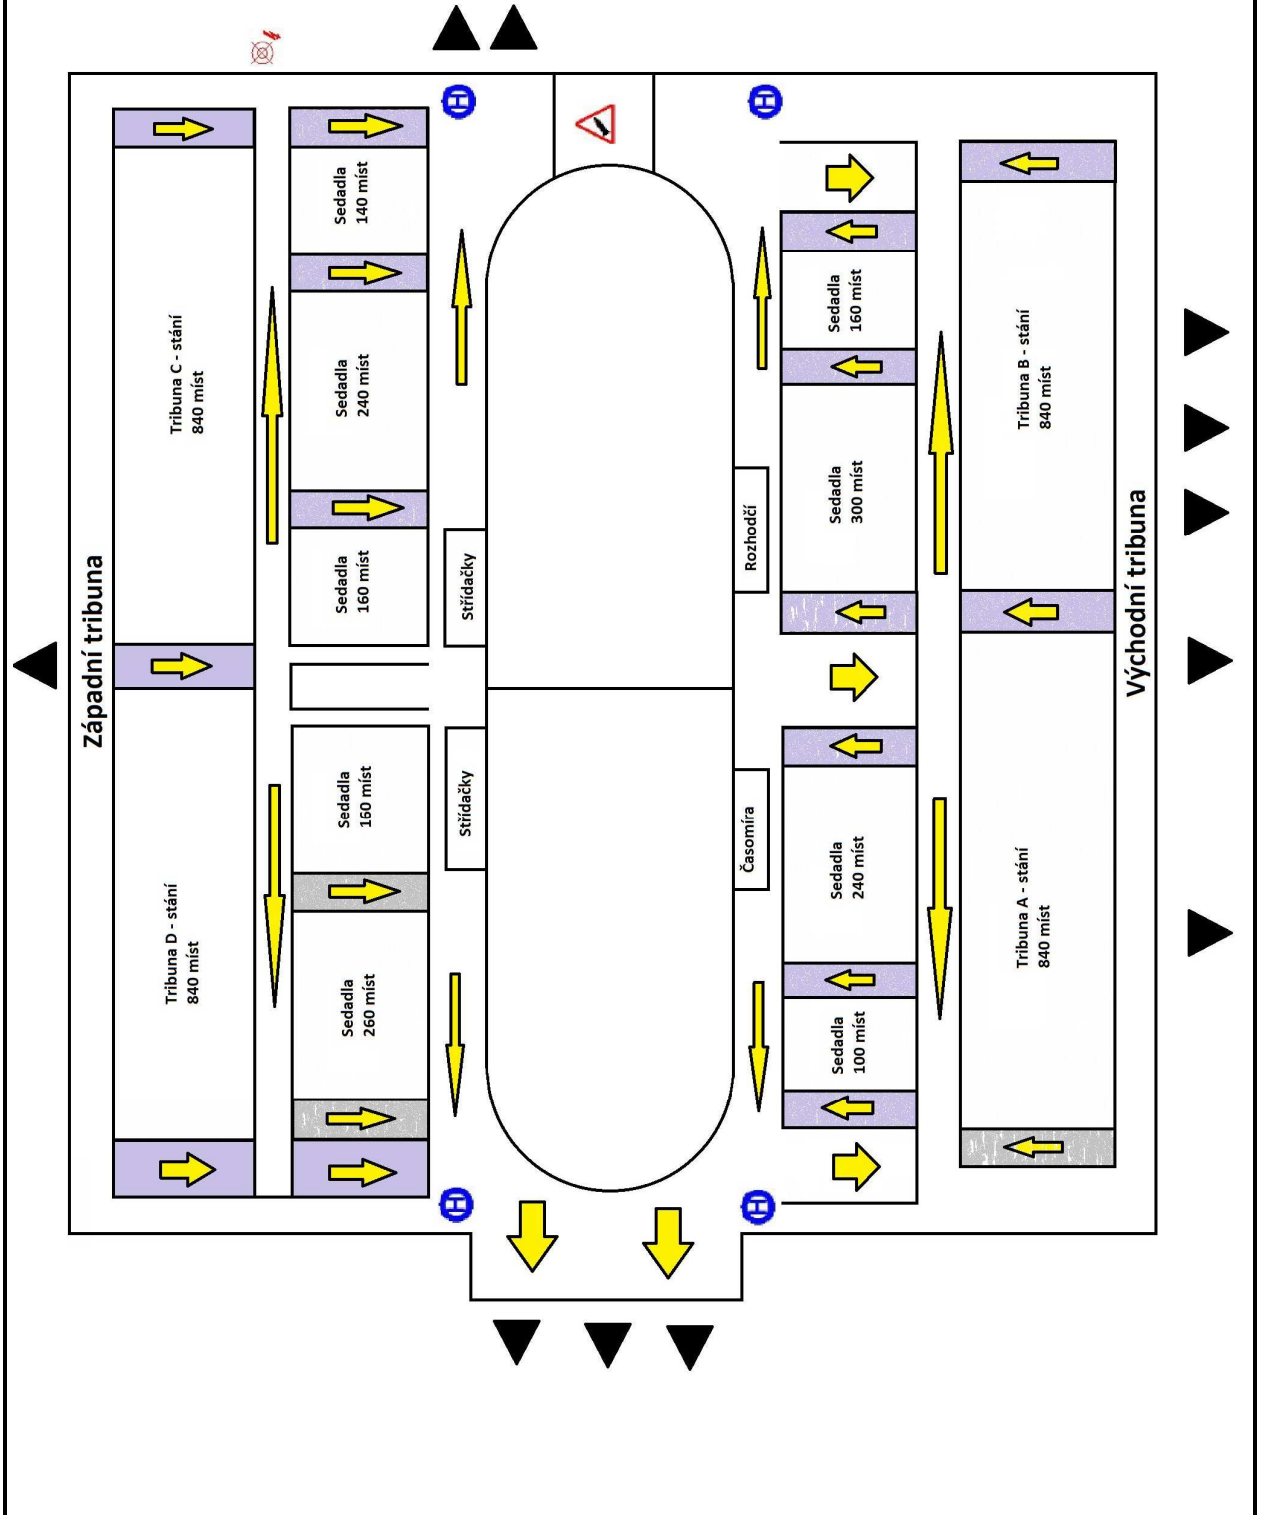 Západní tribuna
Tribuna C - stání
840 míst
Tribuna D - stání
840 míst
Sedadla
140 míst
Sedadla
240 míst
Sedadla
160 míst
Sedadla
160 míst
Sedadla
260 míst
Střídačky
Střídačky
Rozhodčí
Časomíra
Sedadla
160 míst
Sedadla
300 míst
Sedadla
240 míst
Sedadla
100 míst
Tribuna B - stání
840 míst
Tribuna A - stání
840 míst
Východní tribuna
H
H
H
H